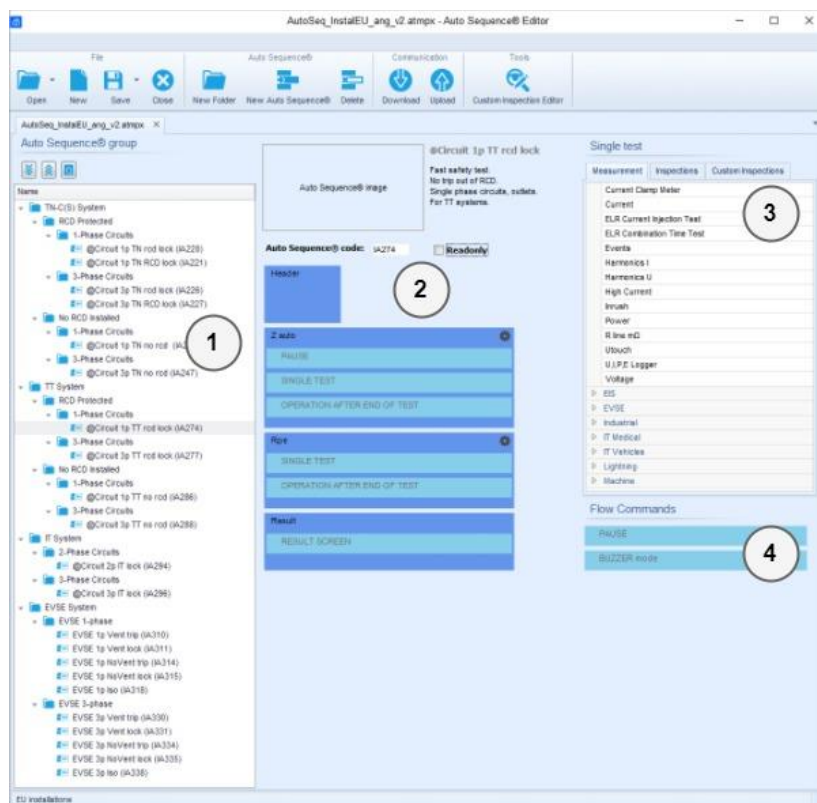 AutoSeq_InstalEU_ang_v2.atmpx - Auto Sequence® Editor
File
Auto Sequence®
Communication
Tools
Open
New
Save
Close
New Folder
New Auto Sequence®
Delete
Download
Upload
Custom Inspection Editor
AutoSeq_InstalEU_ang_v2.atmpx
Auto Sequence® group
Name
TN-C(S) System
RCD Protected
1-Phase Circuits
@Circuit 1p TN rcd lock (IA220)
@Circuit 1p TN RCD lock (IA221)
3-Phase Circuits
@Circuit 3p TN rcd lock (IA226)
@Circuit 3p TN RCD lock (IA227)
No RCD Installed
1-Phase Circuits
@Circuit 1p TN no rcd
3-Phase Circuits
@Circuit 3p TN no rcd (IA247)
TT System
RCD Protected
1-Phase Circuits
@Circuit 1p TT rcd lock (IA274)
3-Phase Circuits
@Circuit 3p TT rcd lock (IA277)
No RCD Installed
1-Phase Circuits
@Circuit 1p TT no rcd (IA286)
3-Phase Circuits
@Circuit 3p TT no rcd (IA288)
IT System
2-Phase Circuits
@Circuit 2p IT lock (IA294)
3-Phase Circuits
@Circuit 3p IT lock (IA296)
EVSE System
EVSE 1-phase
EVSE 1p Vent trip (IA310)
EVSE 1p Vent lock (IA311)
EVSE 1p NoVent trip (IA314)
EVSE 1p NoVent lock (IA315)
EVSE 1p Iso (IA318)
EVSE 3-phase
EVSE 3p Vent trip (IA330)
EVSE 3p Vent lock (IA331)
EVSE 3p NoVent trip (IA334)
EVSE 3p NoVent lock (IA335)
EVSE 3p Iso (IA338)
1
Auto Sequence® image
@Circuit 1p TT rcd lock
Fast safety test.
No trip out of RCD.
Single phase circuits, outlets.
For TT systems.
Auto Sequence® code: IA274
Readonly
Header
2
Z auto
PAUSE
SINGLE TEST
OPERATION AFTER END OF TEST
Rpe
SINGLE TEST
OPERATION AFTER END OF TEST
Result
RESULT SCREEN
Single test
Measurement
Inspections
Custom Inspections
Current Clamp Meter
Current
ELR Current Injection Test
ELR Combination Time Test
Events
Harmonics I
Harmonics U
High Current
Inrush
Power
R line mΩ
Utouch
U,I,P,E Logger
Voltage
EIS
EVSE
Industrial
IT Medical
IT Vehicles
Lightning
Machine
3
Flow Commands
PAUSE
BUZZER mode
4
EU installations